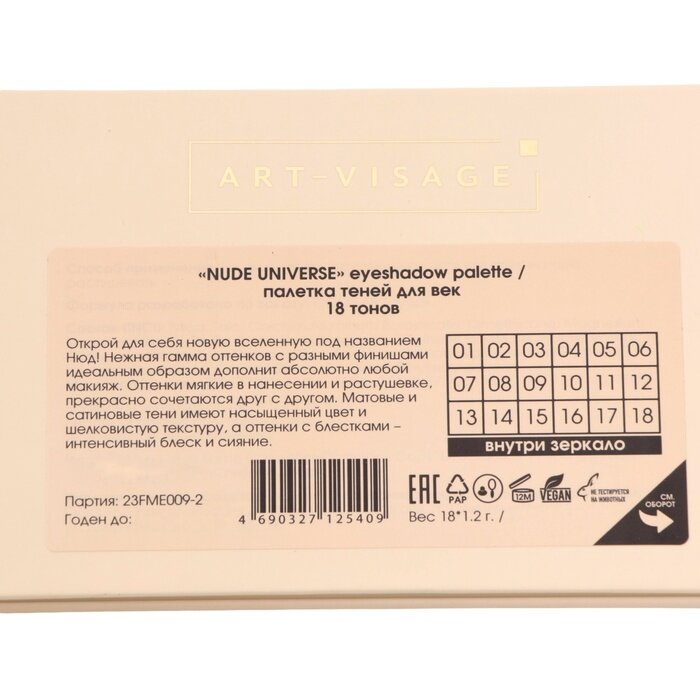 ART-VISAGE
«NUDE UNIVERSE» eyeshadow palette /
палетка теней для век
18 тонов
Открой для себя новую вселенную под названием
Нюд! Нежная гамма оттенков с разными финишами
идеальным образом дополнит абсолютно любой
макияж. Оттенки мягкие в нанесении и растушевке,
прекрасно сочетаются друг с другом. Матовые и
сатиновые тени имеют насыщенный цвет и
шелковистую текстуру, а оттенки с блестками –
интенсивный блеск и сияние.
01 02 03 04 05 06
07 08 09 10 11 12
13 14 15 16 17 18
внутри зеркало
Партия: 23FME009-2
Годен до:
4 690327 125409
EAC
PAP
12M
VEGAN
НЕ ТЕСТИРУЕТСЯ
НА ЖИВОТНЫХ
Вес 18*1.2 г. /
СМ.
ОБОРОТ